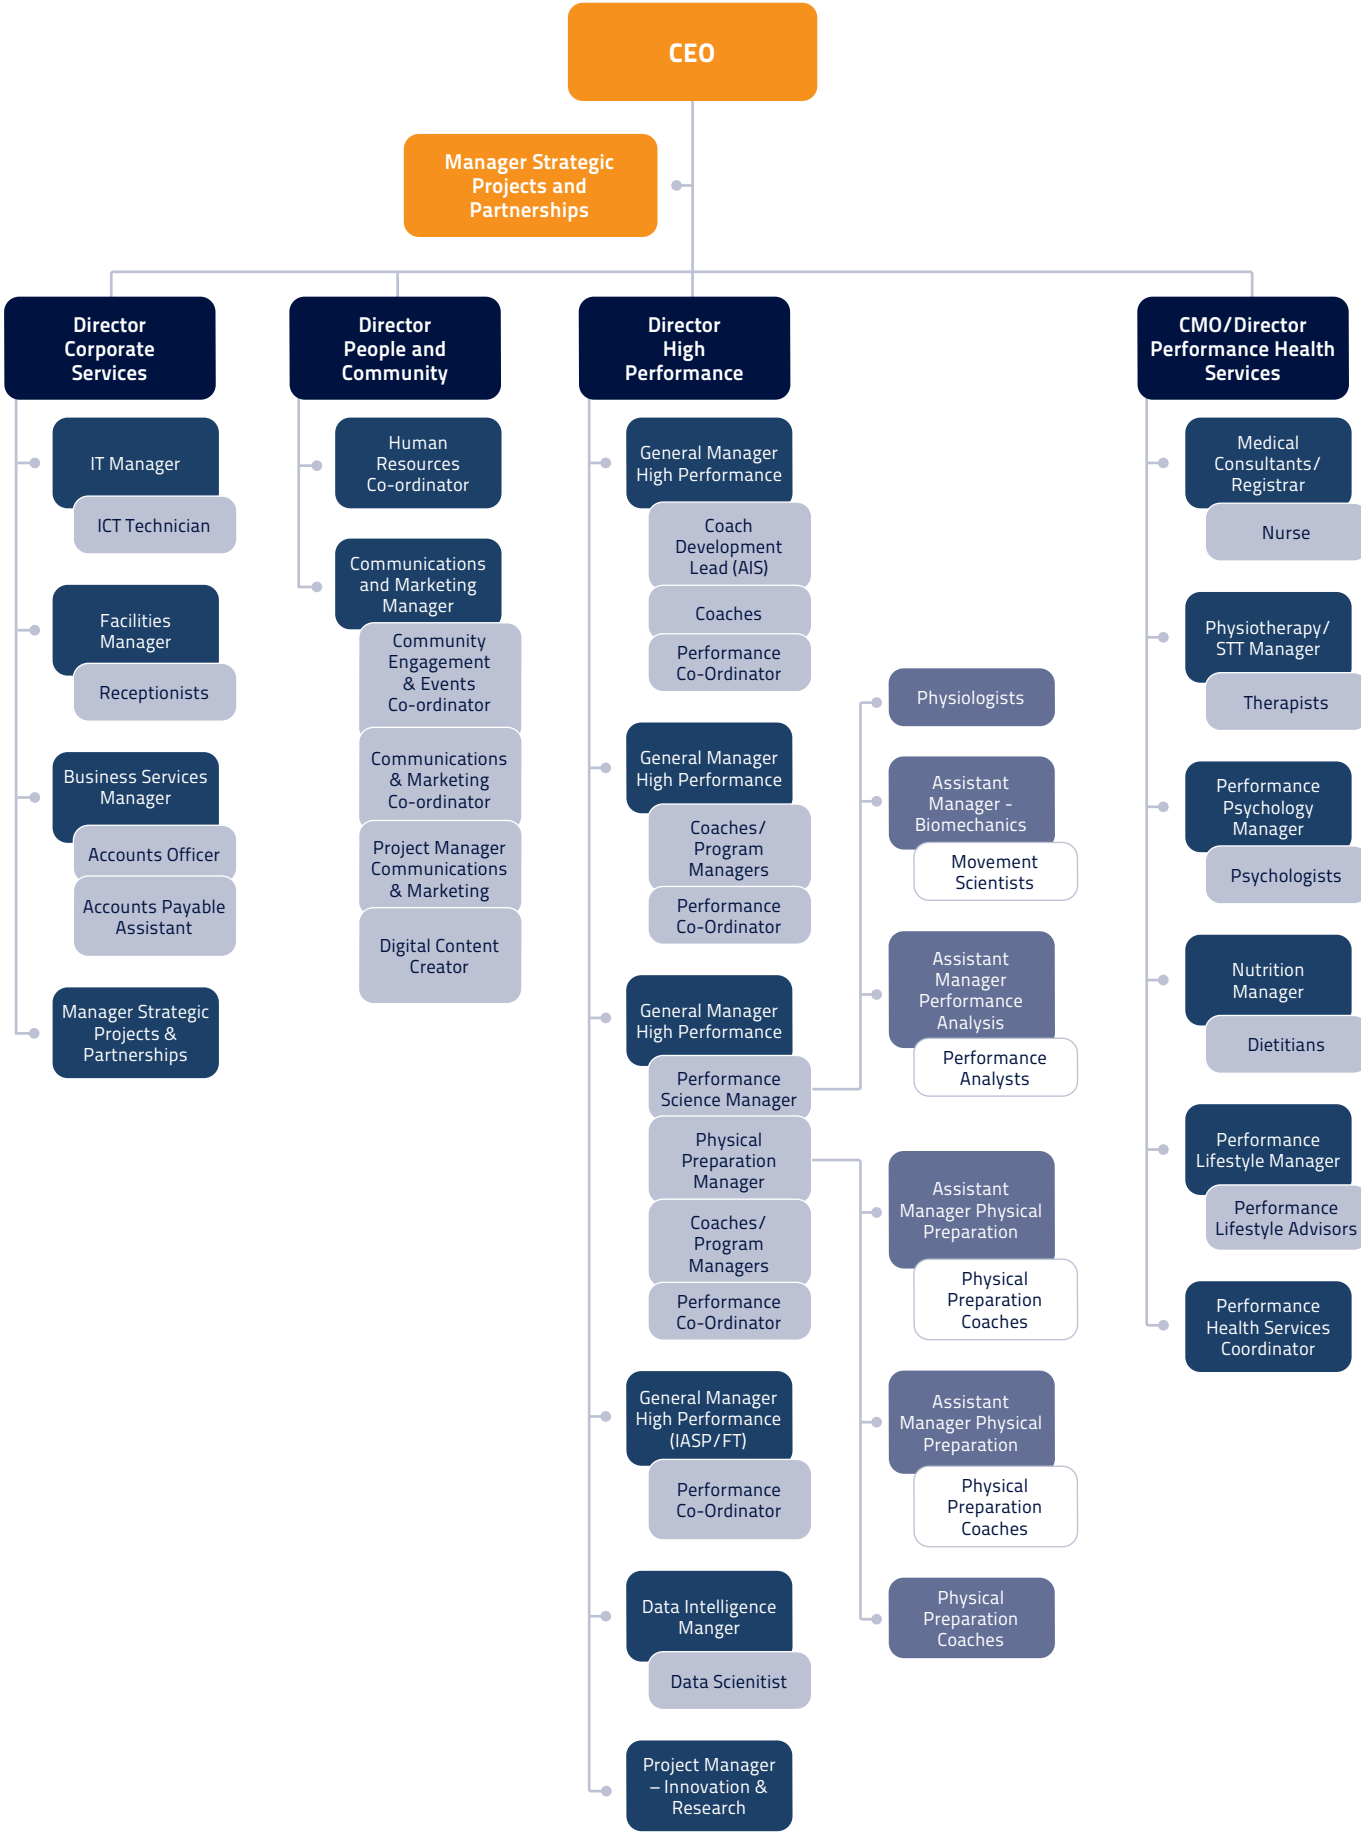 CEO
Manager Strategic
Projects and
Partnerships
Director
Corporate
Services
IT Manager
ICT Technician
Facilities
Manager
Receptionists
Business Services
Manager
Accounts Officer
Accounts Payable
Assistant
Manager Strategic
Projects &
Partnerships
Director
People and
Community
Human
Resources
Co-ordinator
Communications
and Marketing
Manager
Community
Engagement
& Events
Co-ordinator
Communications
& Marketing
Co-ordinator
Project Manager
Communications
& Marketing
Digital Content
Creator
Director
High
Performance
General Manager
High Performance
Coach
Development
Lead (AIS)
Coaches
Performance
Co-Ordinator
General Manager
High Performance
Coaches/
Program
Managers
Performance
Co-Ordinator
General Manager
High Performance
Performance
Science Manager
Physical
Preparation
Manager
Coaches/
Program
Managers
Performance
Co-Ordinator
General Manager
High Performance
(IASP/FT)
Performance
Co-Ordinator
Data Intelligence
Manger
Data Scienitist
Project Manager
– Innovation &
Research
Physiologists
Assistant
Manager -
Biomechanics
Movement
Scientists
Assistant
Manager
Performance
Analysis
Performance
Analysts
Assistant
Manager Physical
Preparation
Physical
Preparation
Coaches
Assistant
Manager Physical
Preparation
Physical
Preparation
Coaches
Physical
Preparation
Coaches
CMO/Director
Performance Health
Services
Medical
Consultants/
Registrar
Nurse
Physiotherapy/
STT Manager
Therapists
Performance
Psychology
Manager
Psychologists
Nutrition
Manager
Dietitians
Performance
Lifestyle Manager
Performance
Lifestyle Advisors
Performance
Health Services
Coordinator